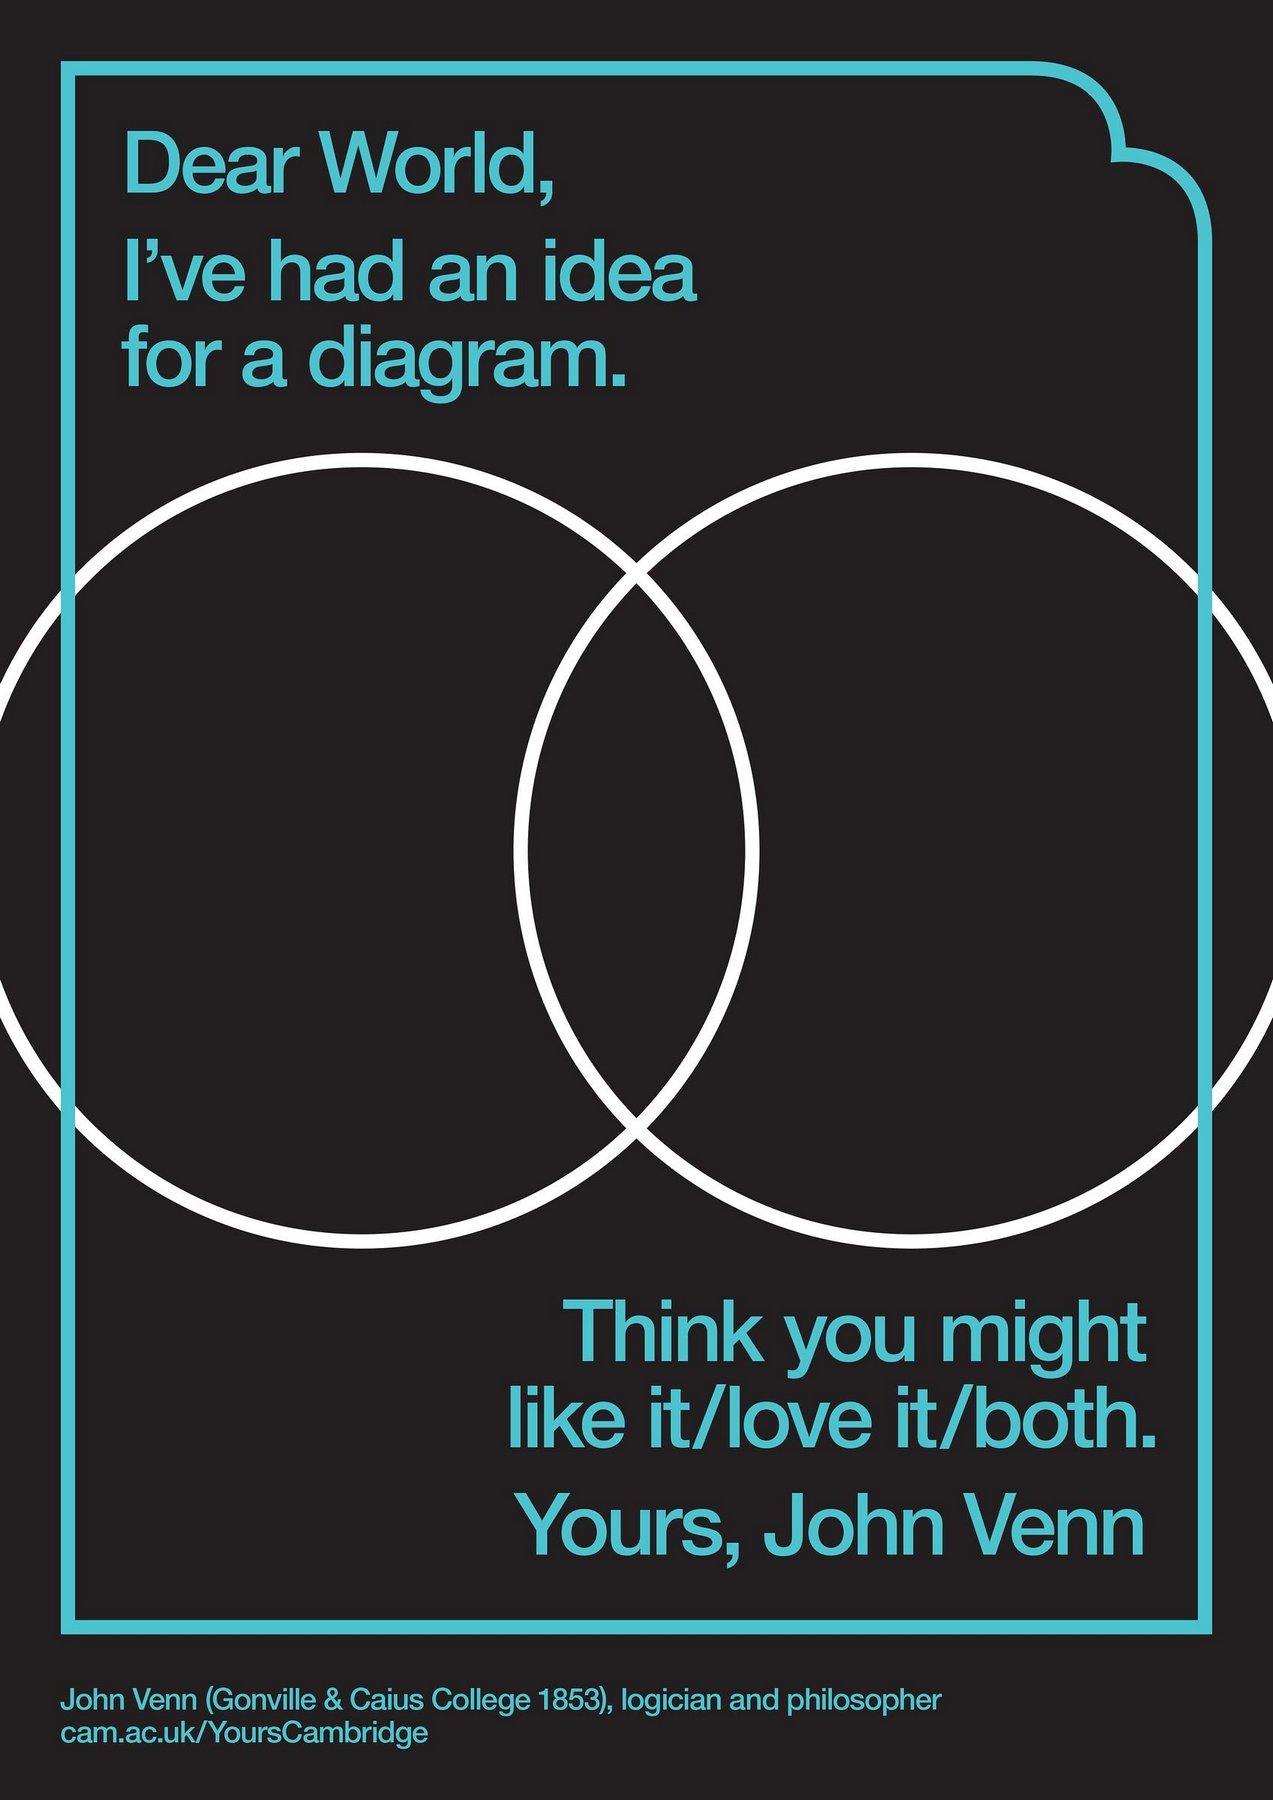 Dear World,
I’ve had an idea
for a diagram.
Think you might
like it/love it/both.
Yours, John Venn
John Venn (Gonville & Caius College 1853), logician and philosopher
cam.ac.uk/YoursCambridge